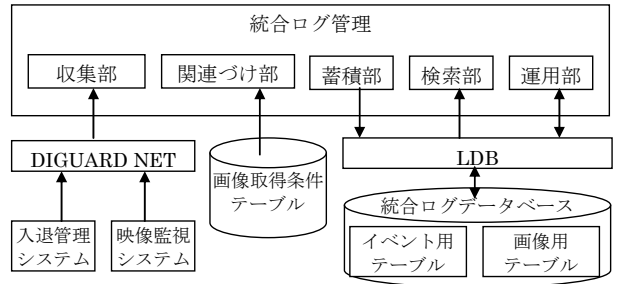 統合ログ管理
収集部
関連づけ部
蓄積部
検索部
運用部
DIGUARD NET
画像取得条件
テーブル
LDB
入退管理
システム
映像監視
システム
統合ログデータベース
イベント用
テーブル
画像用
テーブル